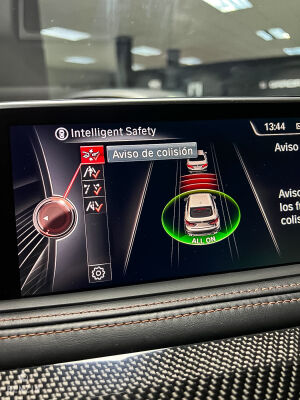 Intelligent Safety
13:44
Aviso de colisión
Aviso
Aviso
los f
colis
ALL ON